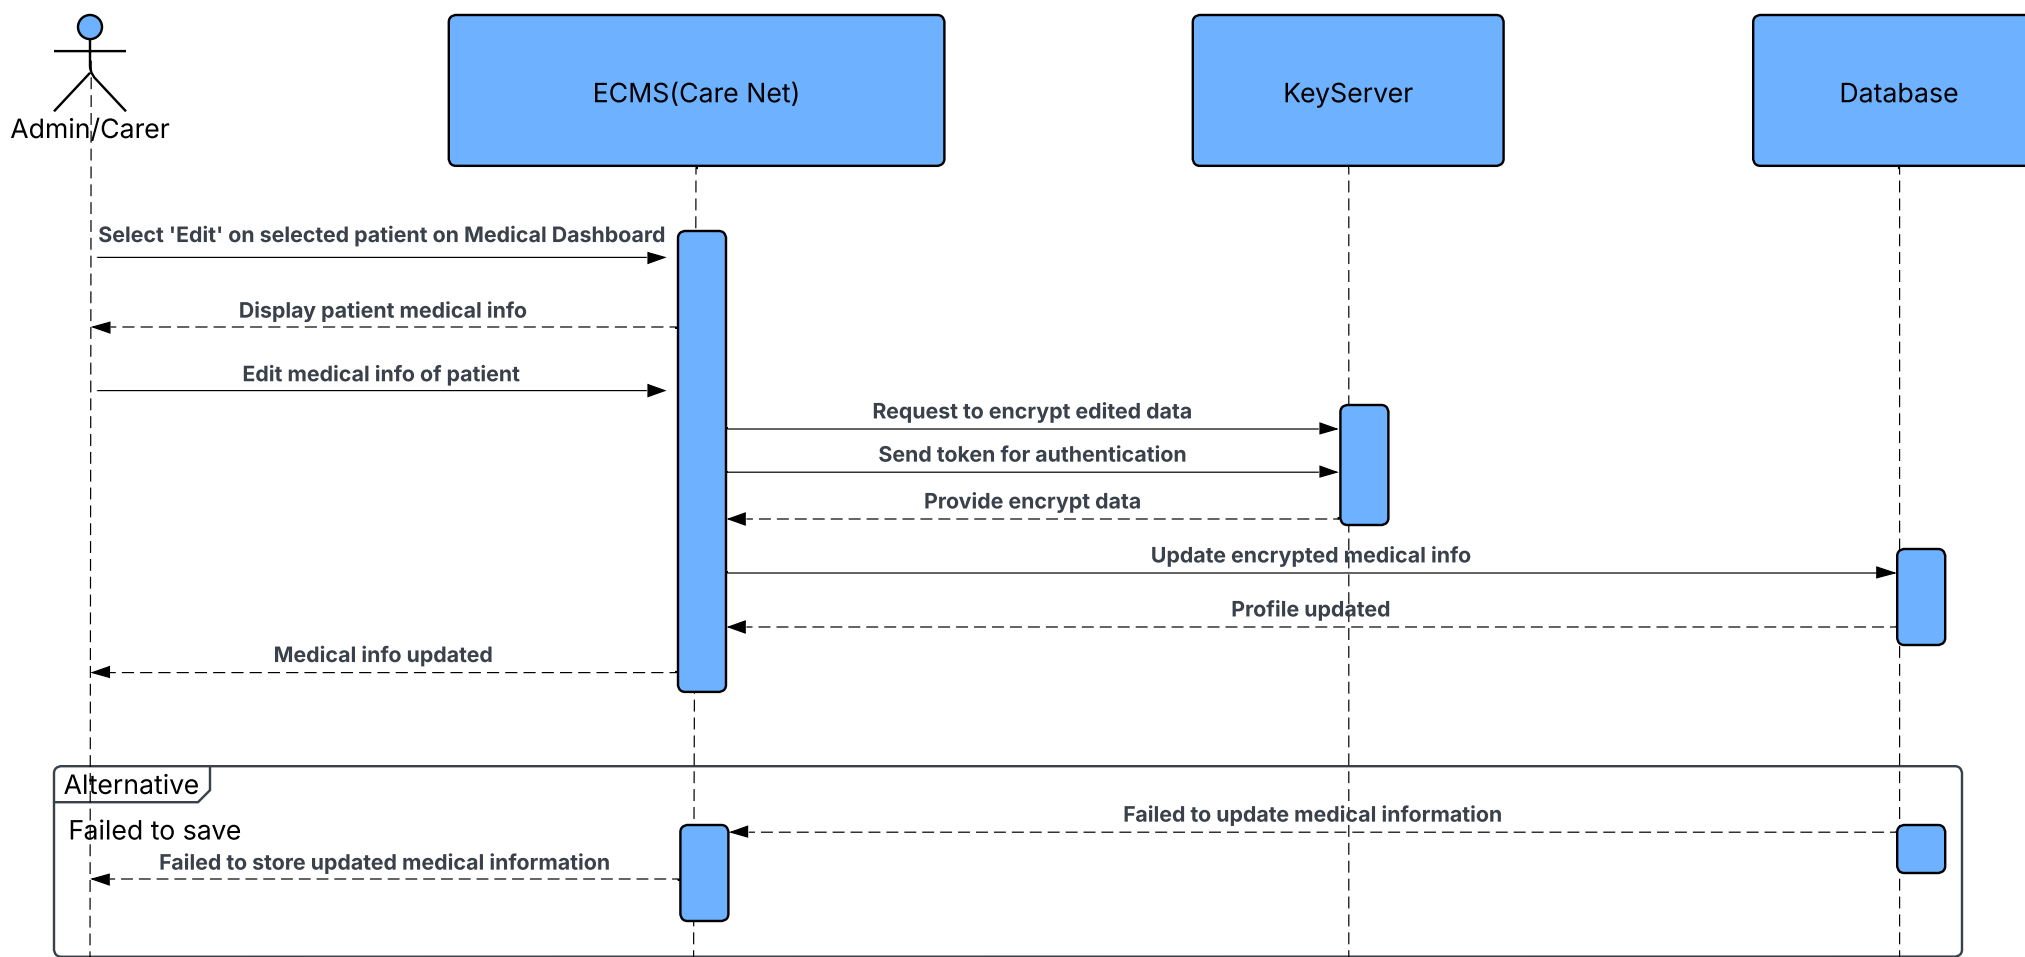 Admin/Carer
ECMS(Care Net)
KeyServer
Database
Select 'Edit' on selected patient on Medical Dashboard
Display patient medical info
Edit medical info of patient
Request to encrypt edited data
Send token for authentication
Provide encrypt data
Update encrypted medical info
Profile updated
Medical info updated
Alternative
Failed to update medical information
Failed to save
Failed to store updated medical information